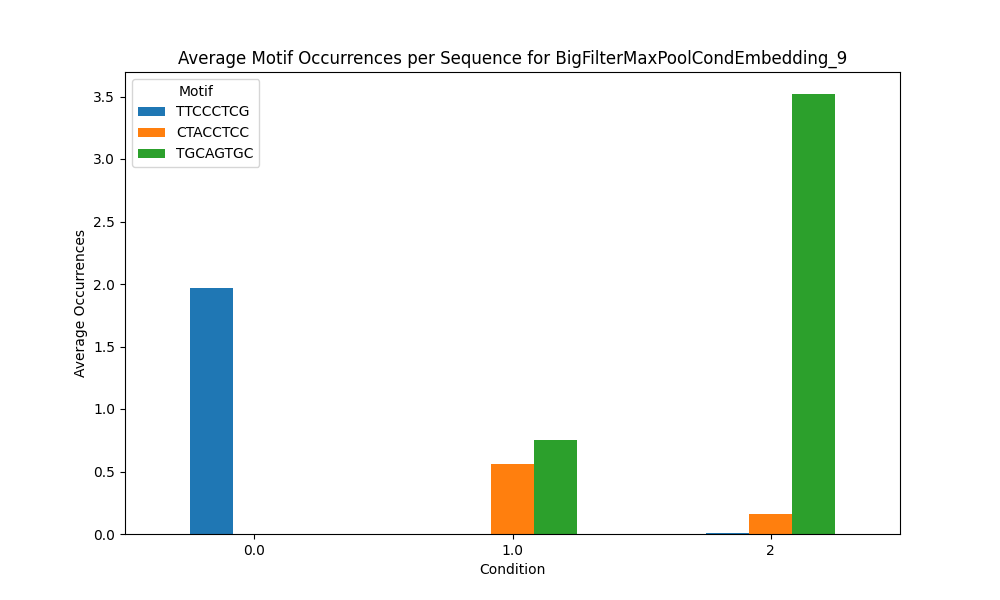 Average Motif Occurrences per Sequence for BigFilterMaxPoolCondEmbedding_9
Motif
TTCCCTCG
CTACCTCC
TGCAGTGC
Average Occurrences
3.5
3.0
2.5
2.0
1.5
1.0
0.5
0.0
0.0
1.0
2
Condition